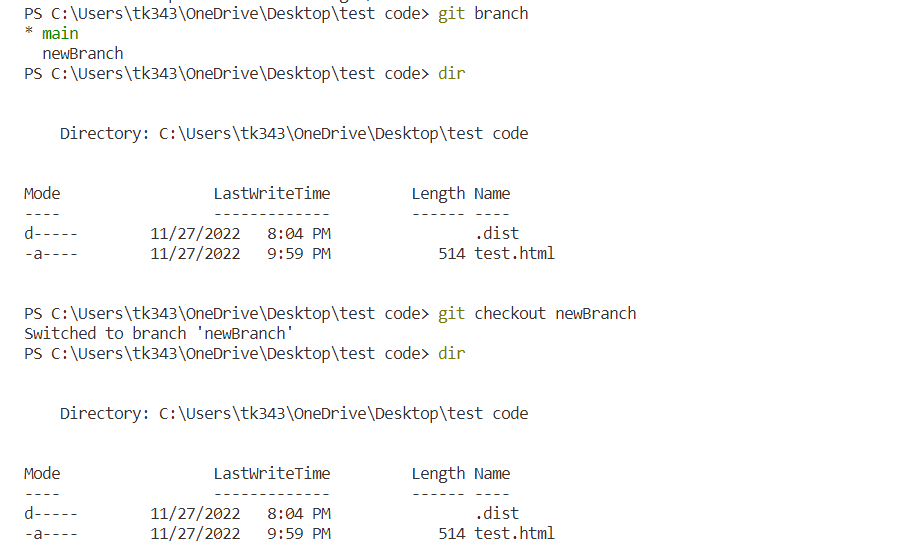 PS C:\Users\tk343\OneDrive\Desktop\test code> git branch
* main
  newBranch
PS C:\Users\tk343\OneDrive\Desktop\test code> dir
    Directory: C:\Users\tk343\OneDrive\Desktop\test code
Mode                 LastWriteTime         Length Name
----                 -------------         ------ ----
d-----        11/27/2022   8:04 PM                .dist
-a----        11/27/2022   9:59 PM            514 test.html
PS C:\Users\tk343\OneDrive\Desktop\test code> git checkout newBranch
Switched to branch 'newBranch'
PS C:\Users\tk343\OneDrive\Desktop\test code> dir
    Directory: C:\Users\tk343\OneDrive\Desktop\test code
Mode                 LastWriteTime         Length Name
----                 -------------         ------ ----
d-----        11/27/2022   8:04 PM                .dist
-a----        11/27/2022   9:59 PM            514 test.html